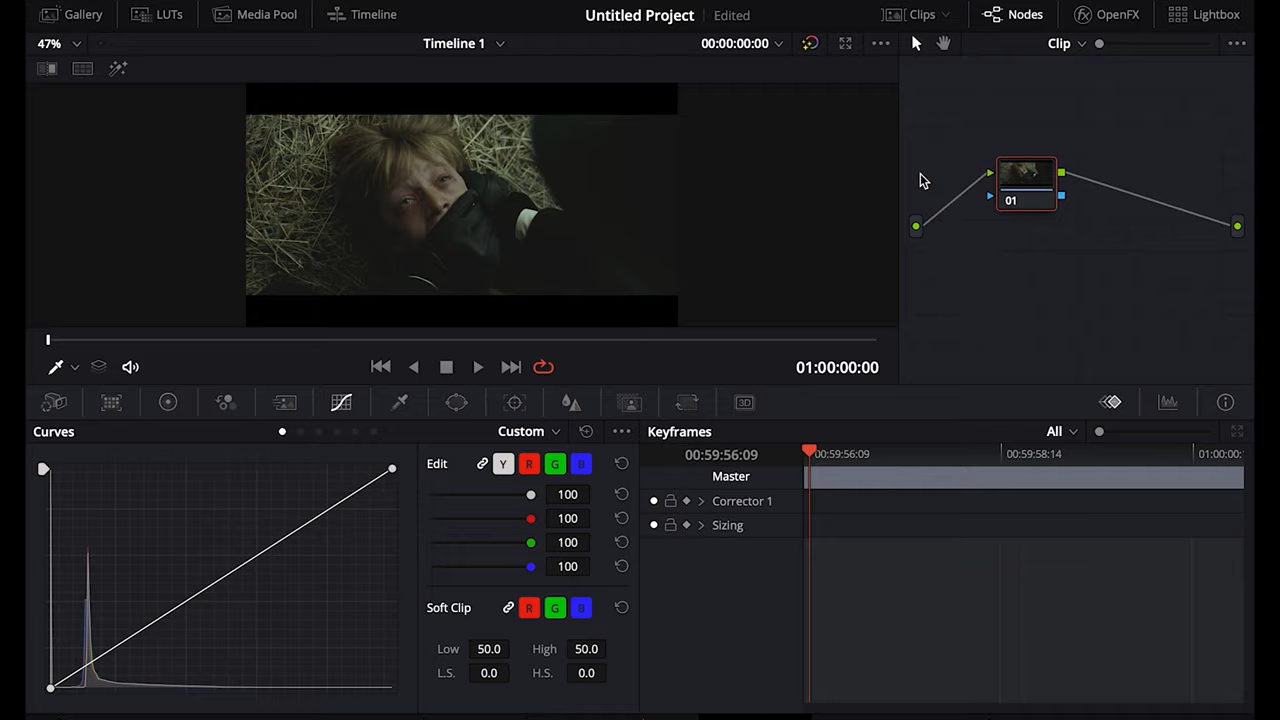 Gallery LUTs Media Pool Timeline Untitled Project Edited Clips Nodes OpenFX Lightbox
47% Timeline 1 00:00:00:00 Clip
01
01:00:00:00
3D
Curves Custom Keyframes All
Edit Y R G B 00:59:56:09 00:59:56:09 00:59:58:14 01:00:00:
Master
100
Corrector 1
100
Sizing
100
100
Soft Clip R G B
Low 50.0 High 50.0
L.S. 0.0 H.S. 0.0